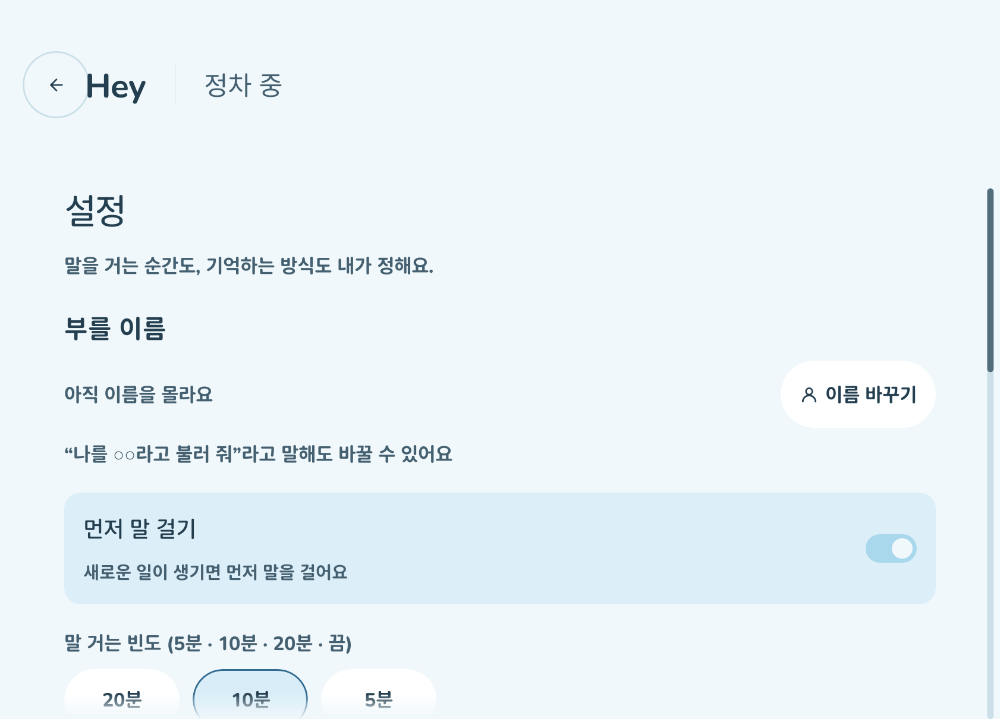 Hey
정차 중
설정
말을 거는 순간도, 기억하는 방식도 내가 정해요.
부를 이름
아직 이름을 몰라요
이름 바꾸기
“나를 ○○라고 불러 줘”라고 말해도 바꿀 수 있어요
먼저 말 걸기
새로운 일이 생기면 먼저 말을 걸어요
말 거는 빈도 (5분 · 10분 · 20분 · 끔)
20분
10분
5분